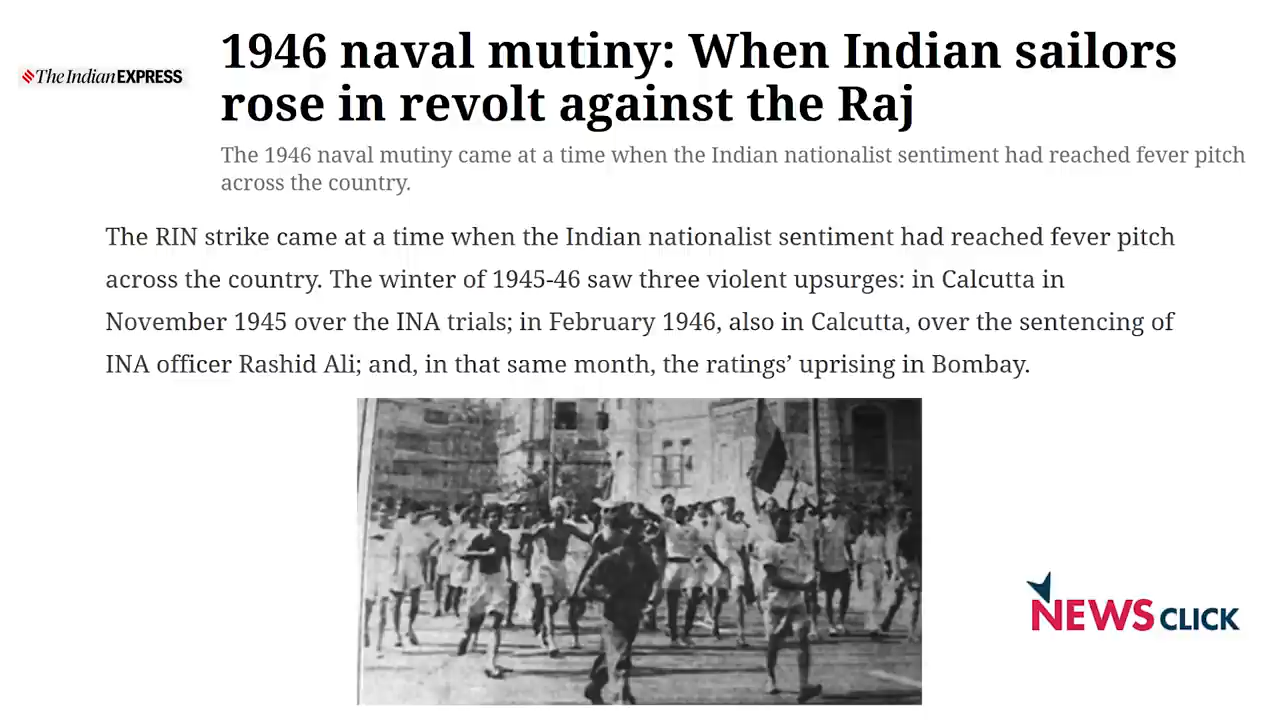 The Indian EXPRESS
1946 naval mutiny: When Indian sailors
rose in revolt against the Raj
The 1946 naval mutiny came at a time when the Indian nationalist sentiment had reached fever pitch
across the country.
The RIN strike came at a time when the Indian nationalist sentiment had reached fever pitch
across the country. The winter of 1945-46 saw three violent upsurges: in Calcutta in
November 1945 over the INA trials; in February 1946, also in Calcutta, over the sentencing of
INA officer Rashid Ali; and, in that same month, the ratings’ uprising in Bombay.
NEWS CLICK